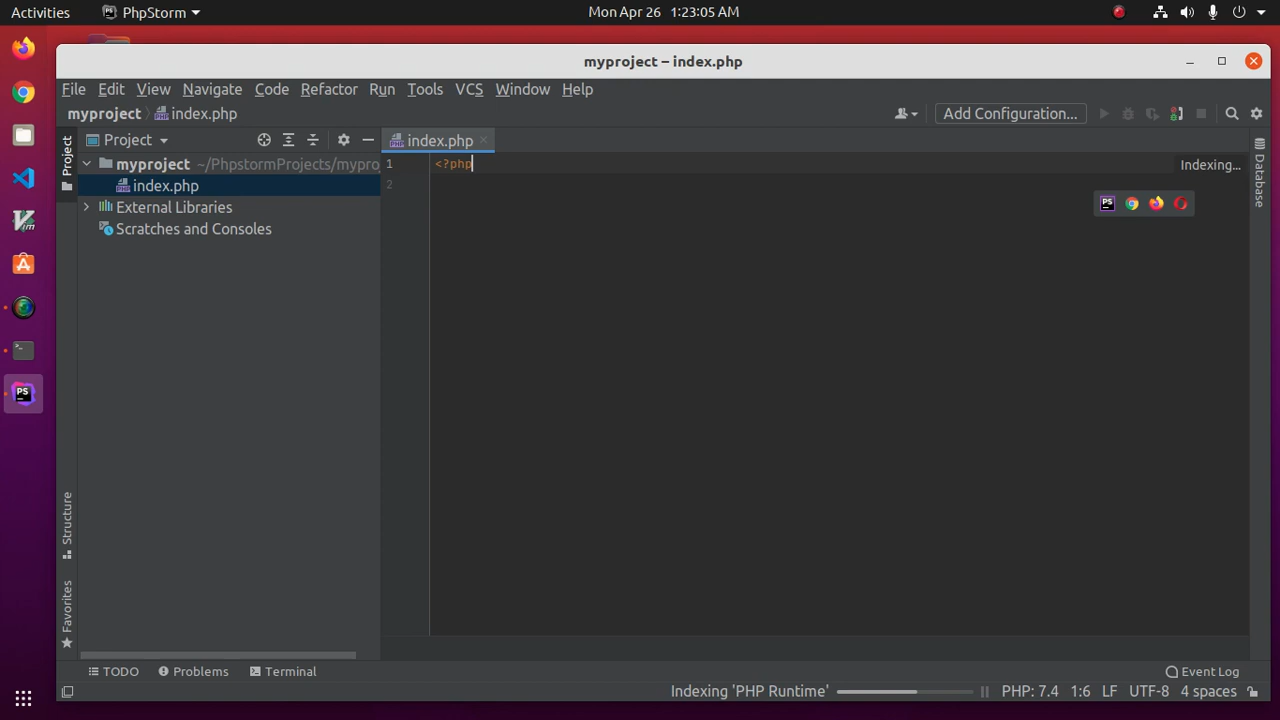 Activities PhpStorm Mon Apr 26 1:23:05 AM
myproject – index.php
File Edit View Navigate Code Refactor Run Tools VCS Window Help
myproject index.php Add Configuration...
Project
Project
index.php
1 <?php
2
Indexing...
myproject ~/PhpstormProjects/mypro
index.php
External Libraries
Scratches and Consoles
PS
PS
Database
Structure
Favorites
TODO Problems Terminal Event Log
Indexing 'PHP Runtime' PHP: 7.4 1:6 LF UTF-8 4 spaces